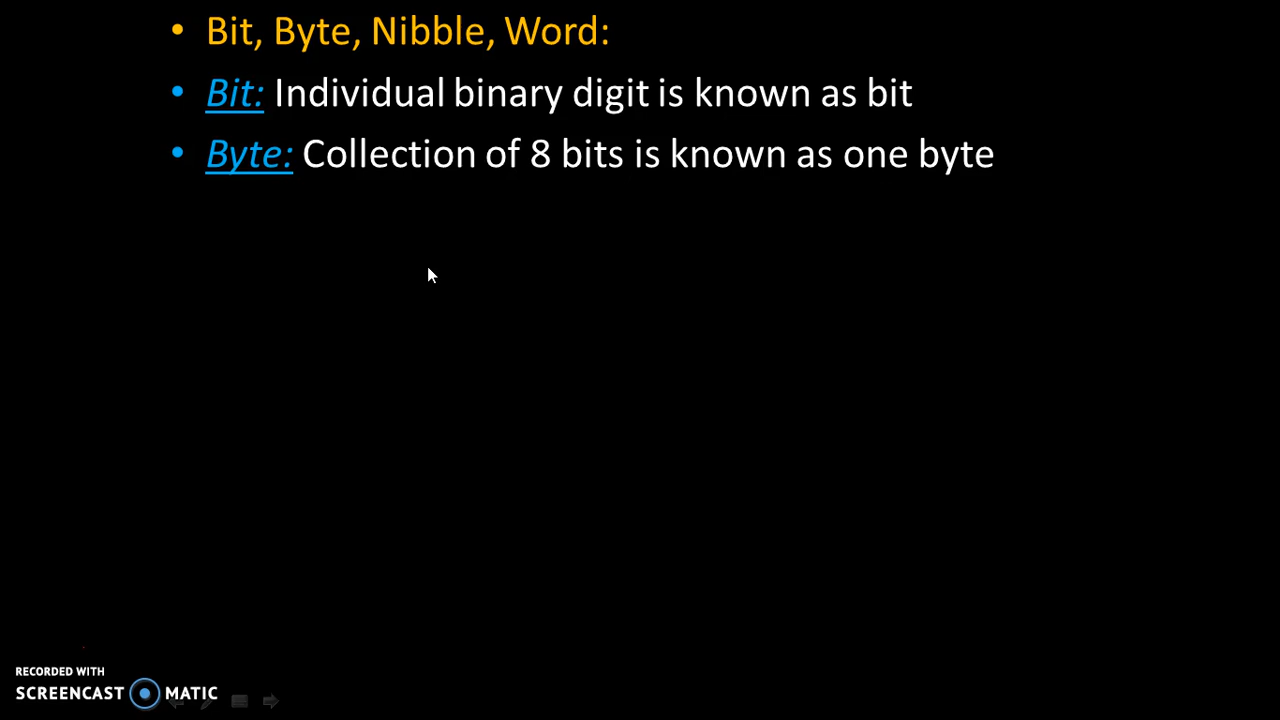 • Bit, Byte, Nibble, Word:
• Bit: Individual binary digit is known as bit
• Byte: Collection of 8 bits is known as one byte
RECORDED WITH
SCREENCAST MATIC